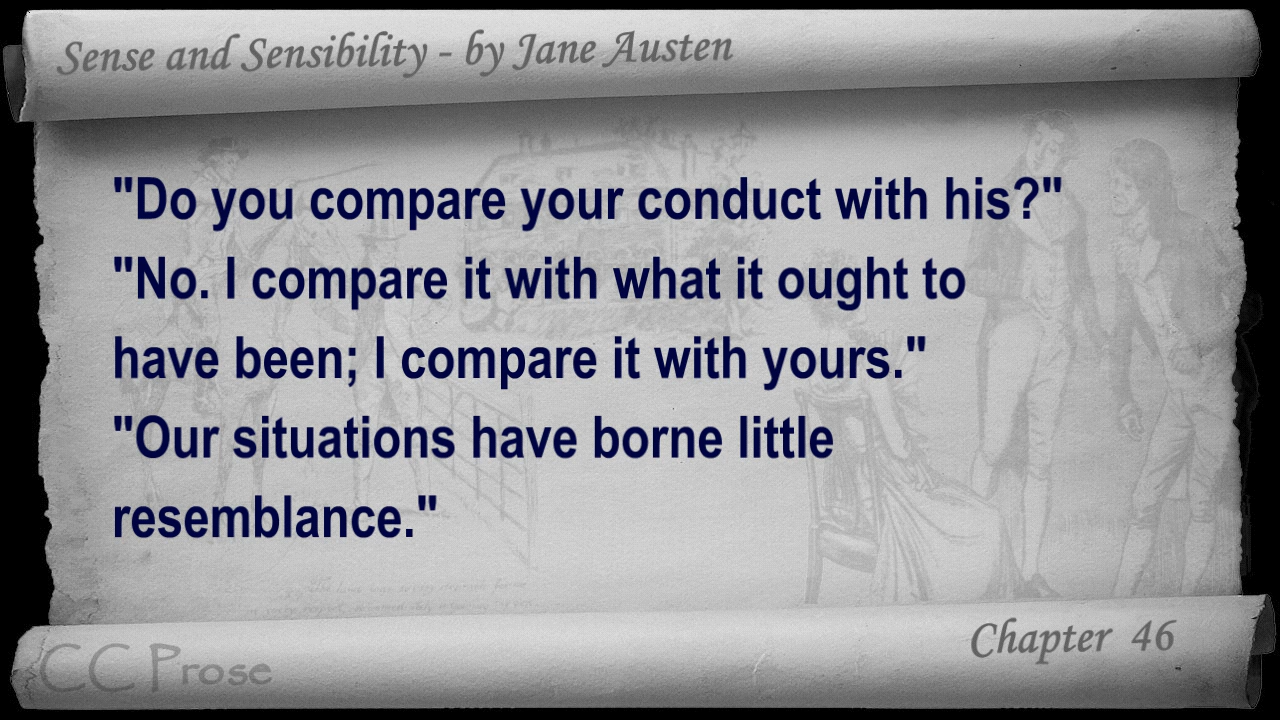 Sense and Sensibility - by Jane Austen
"Do you compare your conduct with his?"
"No. I compare it with what it ought to
have been; I compare it with yours."
"Our situations have borne little
resemblance."
Chapter 46
CC Prose